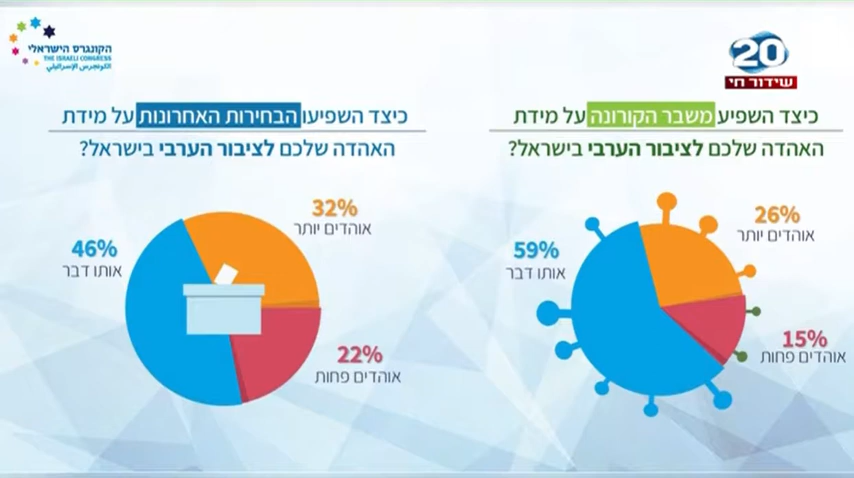 הקונגרס הישראלי
THE ISRAELI CONGRESS
الكونجرس الإسرائيلي
20
שידור חי
כיצד השפיע משבר הקורונה על מידת
האהדה שלכם לציבור הערבי בישראל?
26%
אוהדים יותר
59%
אותו דבר
15%
אוהדים פחות
כיצד השפיעו הבחירות האחרונות על מידת
האהדה שלכם לציבור הערבי בישראל?
32%
אוהדים יותר
46%
אותו דבר
22%
אוהדים פחות